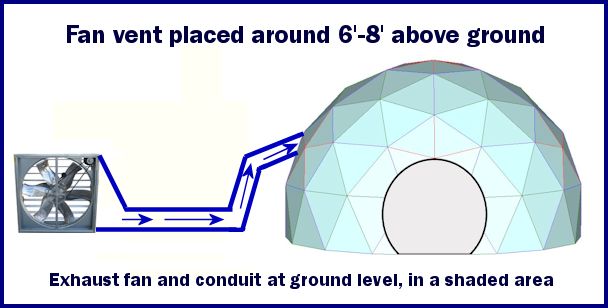 Fan vent placed around 6'-8' above ground
Exhaust fan and conduit at ground level, in a shaded area